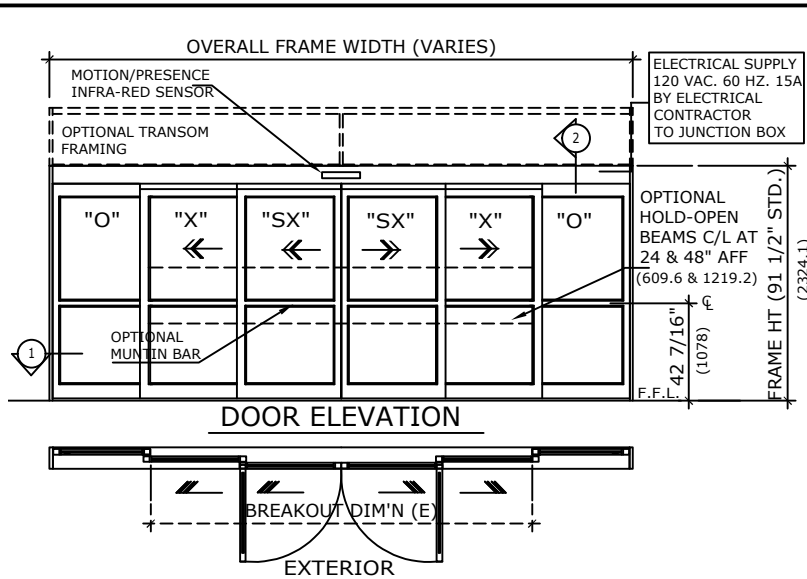 OVERALL FRAME WIDTH (VARIES)
MOTION/PRESENCE
INFRA-RED SENSOR
ELECTRICAL SUPPLY
120 VAC. 60 HZ. 15A
BY ELECTRICAL
CONTRACTOR
TO JUNCTION BOX
OPTIONAL TRANSOM
FRAMING
2
"O"
"X"
"SX"
"SX"
"X"
"O"
OPTIONAL
HOLD-OPEN
BEAMS C/L AT
24 & 48" AFF
(609.6 & 1219.2)
OPTIONAL
MUNTIN BAR
1
℄
42 7/16"
(1078)
FRAME HT (91 1/2" STD.)
(2324.1)
F.F.L.
DOOR ELEVATION
BREAKOUT DIM'N (E)
EXTERIOR